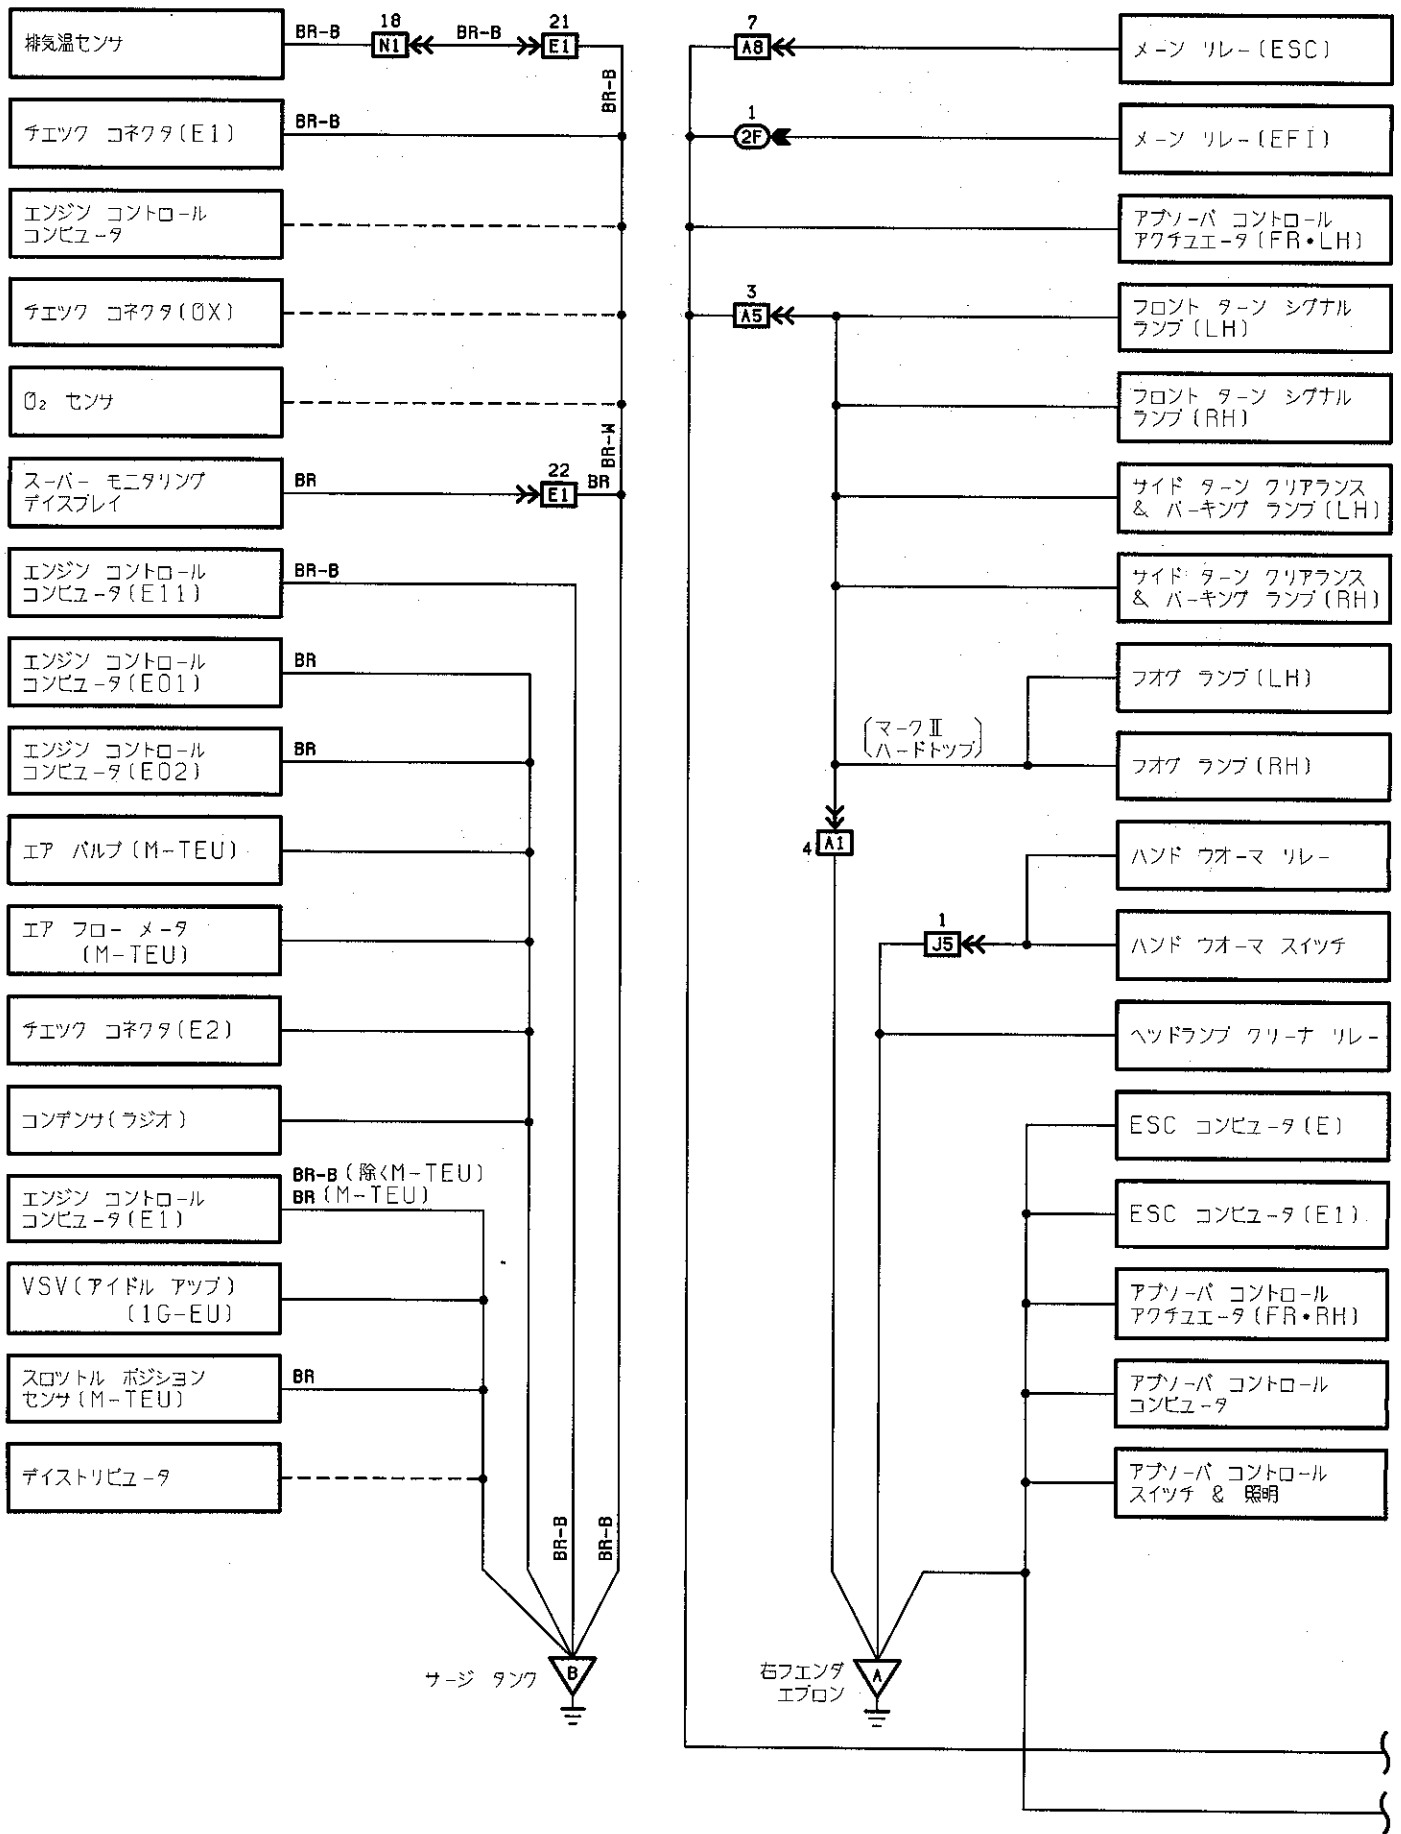 排気温センサ
BR-B
18
N1
BR-B
21
E1
BR-B
チエツク コネクタ(E1)
BR-B
エンジン コントロール
コンピュータ
チエツク コネクタ(OX)
O₂ センサ
BR-W
スーパー モニタリング
デイスプレイ
BR
22
E1
BR
エンジン コントロール
コンピュータ(E11)
BR-B
エンジン コントロール
コンピュータ(E01)
BR
エンジン コントロール
コンピュータ(E02)
BR
エア バルブ(M-TEU)
エア フロー メータ
(M-TEU)
チエツク コネクタ(E2)
コンデンサ(ラジオ)
エンジン コントロール
コンピュータ(E1)
BR-B(除くM-TEU)
BR(M-TEU)
VSV(アイドル アツプ)
(1G-EU)
スロツトル ポジション
センサ(M-TEU)
BR
デイストリビュータ
BR-B
BR-B
サージ タンク
B
7
A8
メーン リレー(ESC)
1
2F
メーン リレー(EFI)
アブソーバ コントロール
アクチュエータ(FR・LH)
3
A5
フロント ターン シグナル
ランプ(LH)
フロント ターン シグナル
ランプ(RH)
サイド ターン クリアランス
& パーキング ランプ(LH)
サイド ターン クリアランス
& パーキング ランプ(RH)
フオグ ランプ(LH)
(マークⅡ
ハードトップ)
フオグ ランプ(RH)
4
A1
ハンド ウオーマ リレー
1
J5
ハンド ウオーマ スイツチ
ヘツドランプ クリーナ リレー
ESC コンピュータ(E)
ESC コンピュータ(E1)
アブソーバ コントロール
アクチュエータ(FR・RH)
アブソーバ コントロール
コンピュータ
アブソーバ コントロール
スイツチ & 照明
右フエンダ
エプロン
A